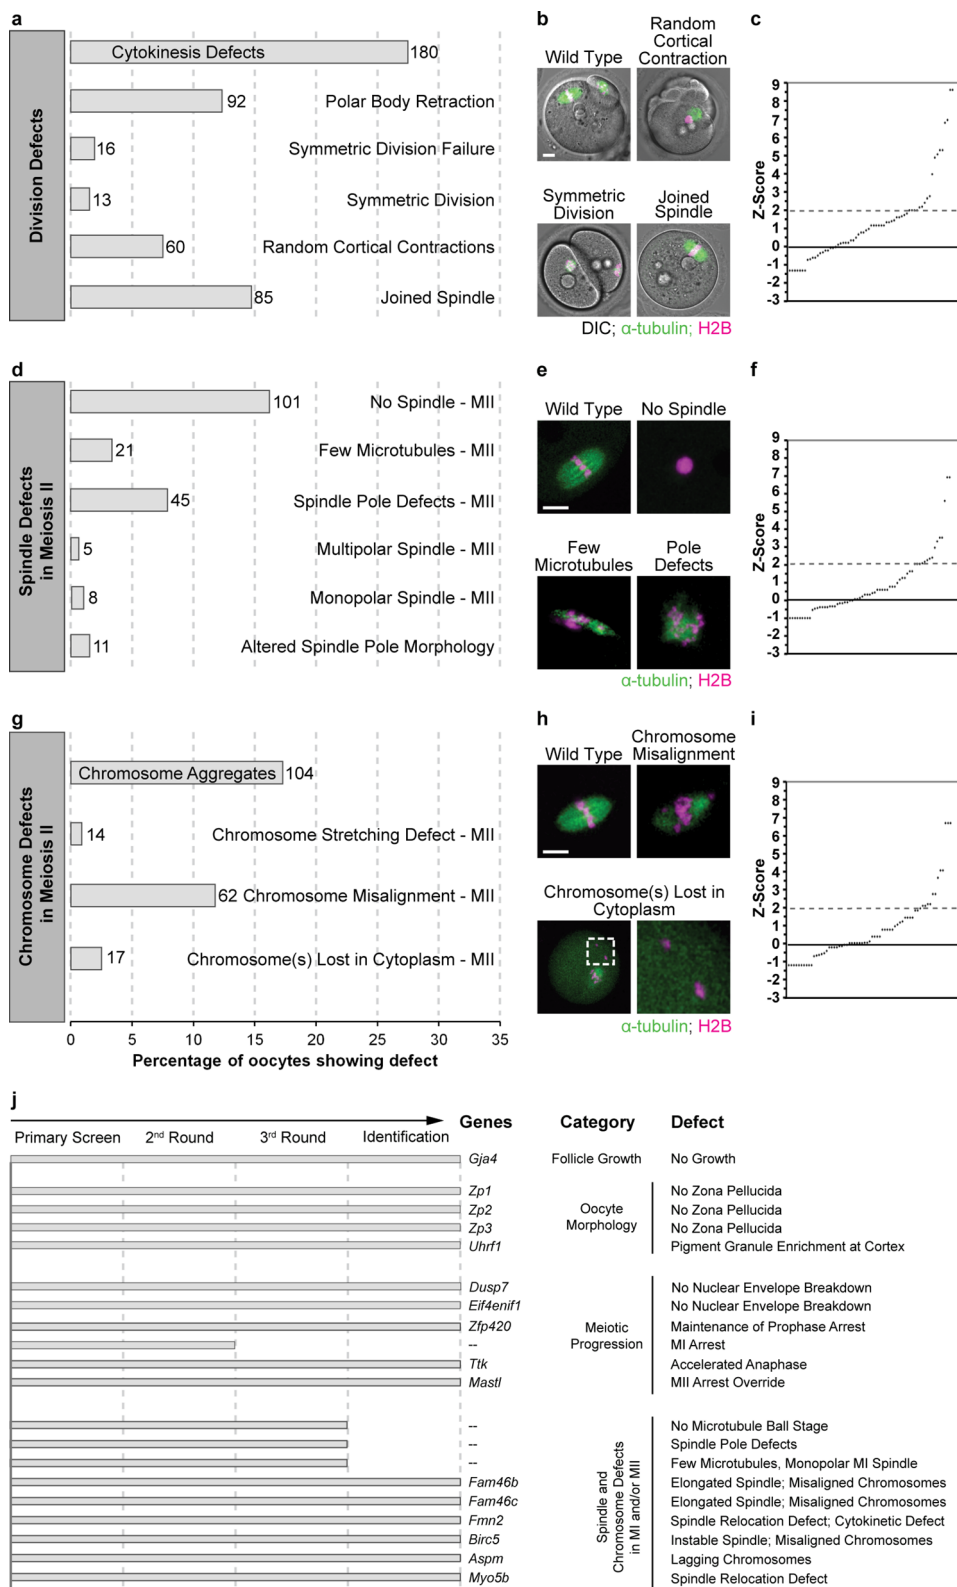 a
Division Defects
Cytokinesis Defects
180
92
Polar Body Retraction
16
Symmetric Division Failure
13
Symmetric Division
60
Random Cortical Contractions
85
Joined Spindle
b
Wild Type
Random
Cortical
Contraction
Symmetric
Division
Joined
Spindle
DIC; α-tubulin; H2B
c
Z-Score
9
8
7
6
5
4
3
2
1
0
-1
-2
-3
d
Spindle Defects
in Meiosis II
101
No Spindle - MII
21
Few Microtubules - MII
45
Spindle Pole Defects - MII
5
Multipolar Spindle - MII
8
Monopolar Spindle - MII
11
Altered Spindle Pole Morphology
e
Wild Type
No Spindle
Few
Microtubules
Pole
Defects
α-tubulin; H2B
f
Z-Score
9
8
7
6
5
4
3
2
1
0
-1
-2
-3
g
Chromosome Defects
in Meiosis II
Chromosome Aggregates
104
14
Chromosome Stretching Defect - MII
62
Chromosome Misalignment - MII
17
Chromosome(s) Lost in Cytoplasm - MII
0 5 10 15 20 25 30 35
Percentage of oocytes showing defect
h
Wild Type
Chromosome
Misalignment
Chromosome(s) Lost in
Cytoplasm
α-tubulin; H2B
i
Z-Score
9
8
7
6
5
4
3
2
1
0
-1
-2
-3
j
Primary Screen 2nd Round 3rd Round Identification
Genes Category Defect
Gja4 Follicle Growth No Growth
Zp1 No Zona Pellucida
Zp2 No Zona Pellucida
Zp3 No Zona Pellucida
Uhrf1 Pigment Granule Enrichment at Cortex
Oocyte
Morphology
Dusp7 No Nuclear Envelope Breakdown
Eif4enif1 No Nuclear Envelope Breakdown
Zfp420 Maintenance of Prophase Arrest
-- MI Arrest
Ttk Accelerated Anaphase
Mastl MII Arrest Override
Meiotic
Progression
-- No Microtubule Ball Stage
-- Spindle Pole Defects
-- Few Microtubules, Monopolar MI Spindle
Fam46b Elongated Spindle; Misaligned Chromosomes
Fam46c Elongated Spindle; Misaligned Chromosomes
Fmn2 Spindle Relocation Defect; Cytokinetic Defect
Birc5 Instable Spindle; Misaligned Chromosomes
Aspm Lagging Chromosomes
Myo5b Spindle Relocation Defect
Spindle and
Chromosome Defects
in MI and/or MII